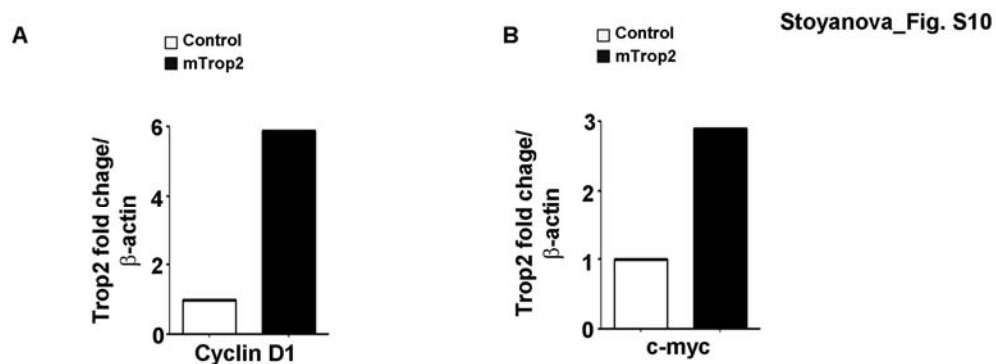 Stoyanova_Fig. S10
A
Control
mTrop2
Trop2 fold chage/
β-actin
6
4
2
0
Cyclin D1
B
Control
mTrop2
Trop2 fold chage/
β-actin
3
2
1
0
c-myc